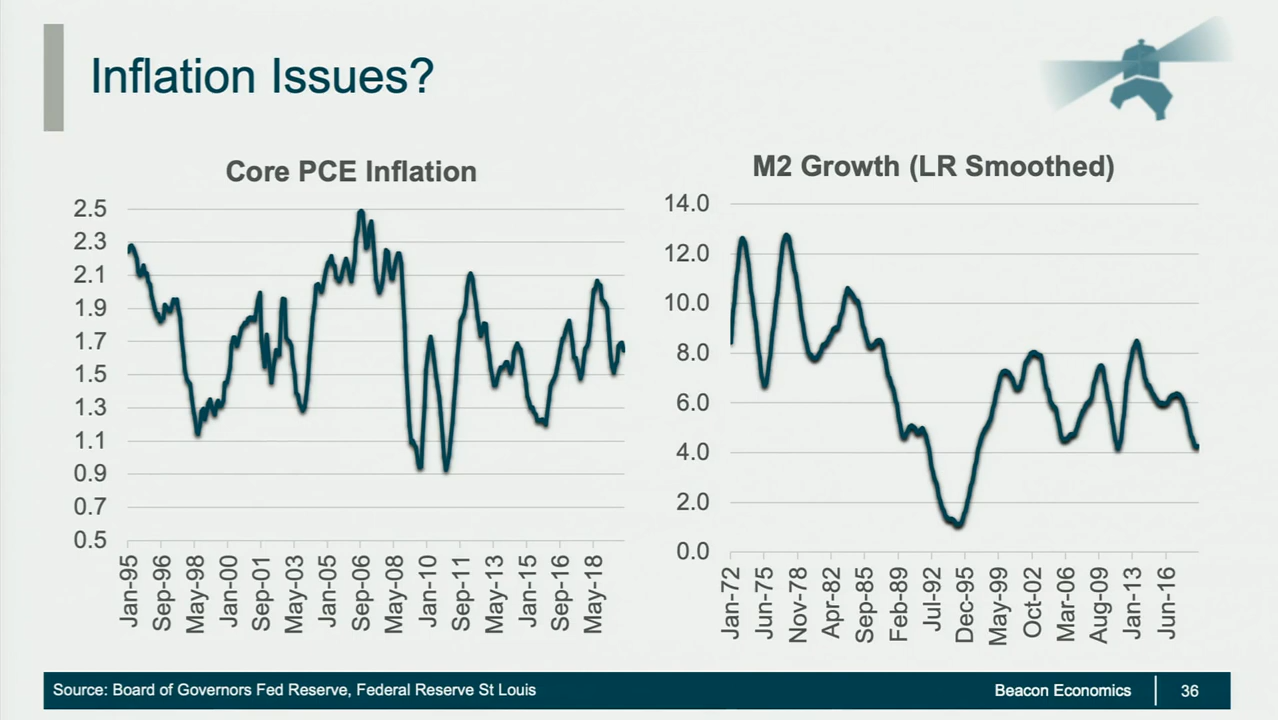 Inflation Issues?
Core PCE Inflation
2.5
2.3
2.1
1.9
1.7
1.5
1.3
1.1
0.9
0.7
0.5
Jan-95
Sep-96
May-98
Jan-00
Sep-01
May-03
Jan-05
Sep-06
May-08
Jan-10
Sep-11
May-13
Jan-15
Sep-16
May-18
M2 Growth (LR Smoothed)
14.0
12.0
10.0
8.0
6.0
4.0
2.0
0.0
Jan-72
Jun-75
Nov-78
Apr-82
Sep-85
Feb-89
Jul-92
Dec-95
May-99
Oct-02
Mar-06
Aug-09
Jan-13
Jun-16
Source: Board of Governors Fed Reserve, Federal Reserve St Louis
Beacon Economics
36